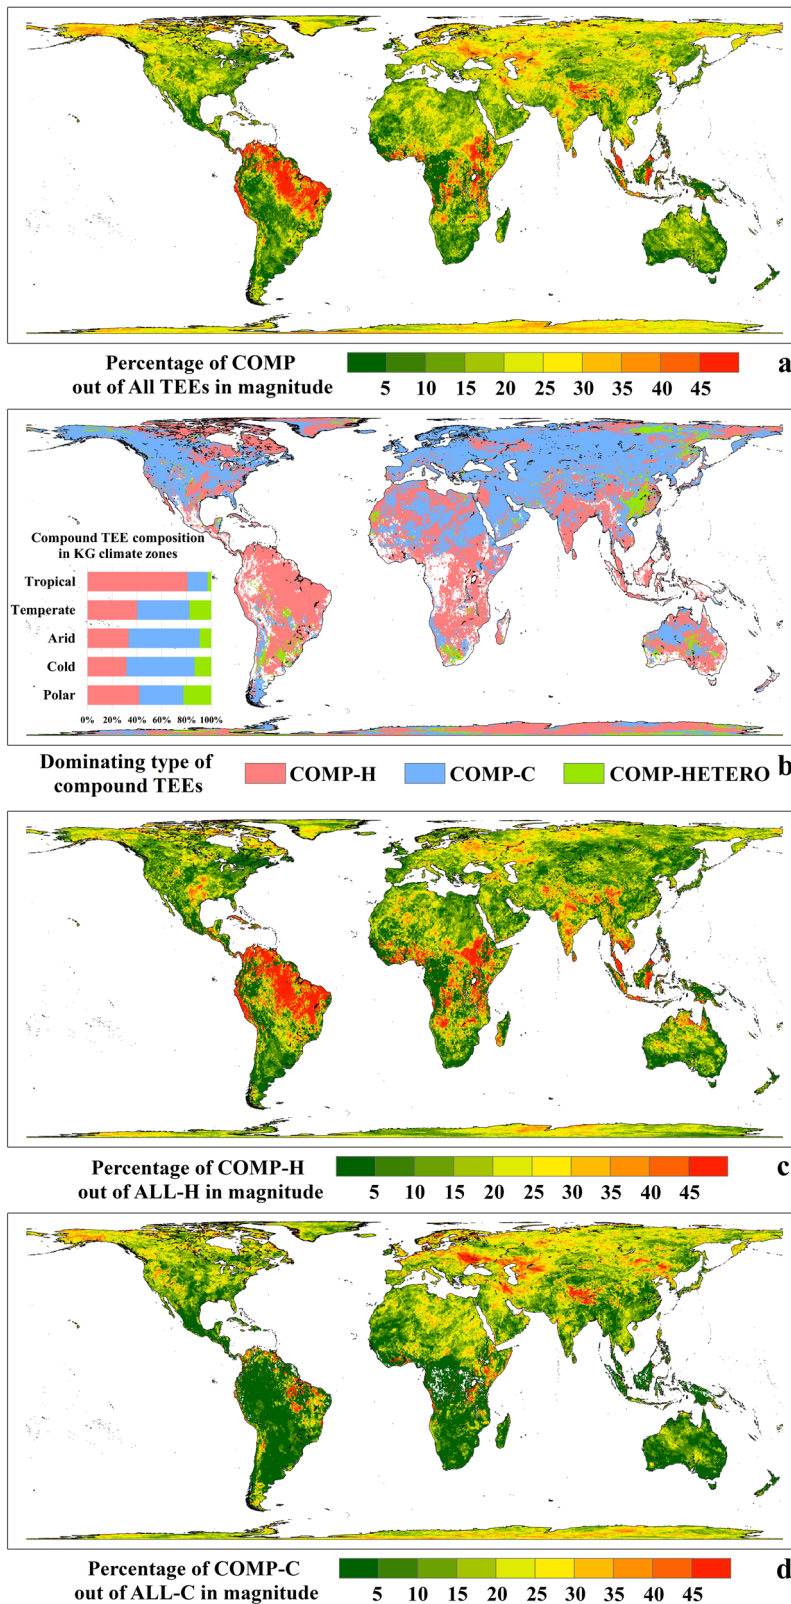 Percentage of COMP
out of All TEEs in magnitude
5 10 15 20 25 30 35 40 45
a
Compound TEE composition
in KG climate zones
Tropical
Temperate
Arid
Cold
Polar
0% 20% 40% 60% 80% 100%
Dominating type of
compound TEEs
COMP-H COMP-C COMP-HETERO
b
Percentage of COMP-H
out of ALL-H in magnitude
5 10 15 20 25 30 35 40 45
c
Percentage of COMP-C
out of ALL-C in magnitude
5 10 15 20 25 30 35 40 45
d